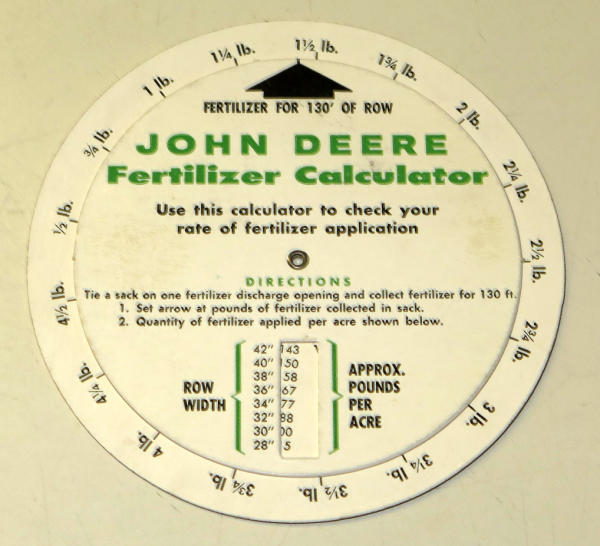 1½ lb.
1¾ lb.
2 lb.
2¼ lb.
2½ lb.
2¾ lb.
3 lb.
3¼ lb.
3½ lb.
3¾ lb.
4 lb.
4¼ lb.
4½ lb.
½ lb.
¾ lb.
1 lb.
1¼ lb.
FERTILIZER FOR 130' OF ROW
JOHN DEERE
Fertilizer Calculator
Use this calculator to check your
rate of fertilizer application
DIRECTIONS
Tie a sack on one fertilizer discharge opening and collect fertilizer for 130 ft.
1. Set arrow at pounds of fertilizer collected in sack.
2. Quantity of fertilizer applied per acre shown below.
ROW
WIDTH
42" 143
40" 150
38" 58
36" 67
34" 77
32" 88
30" 00
28" 5
APPROX.
POUNDS
PER
ACRE